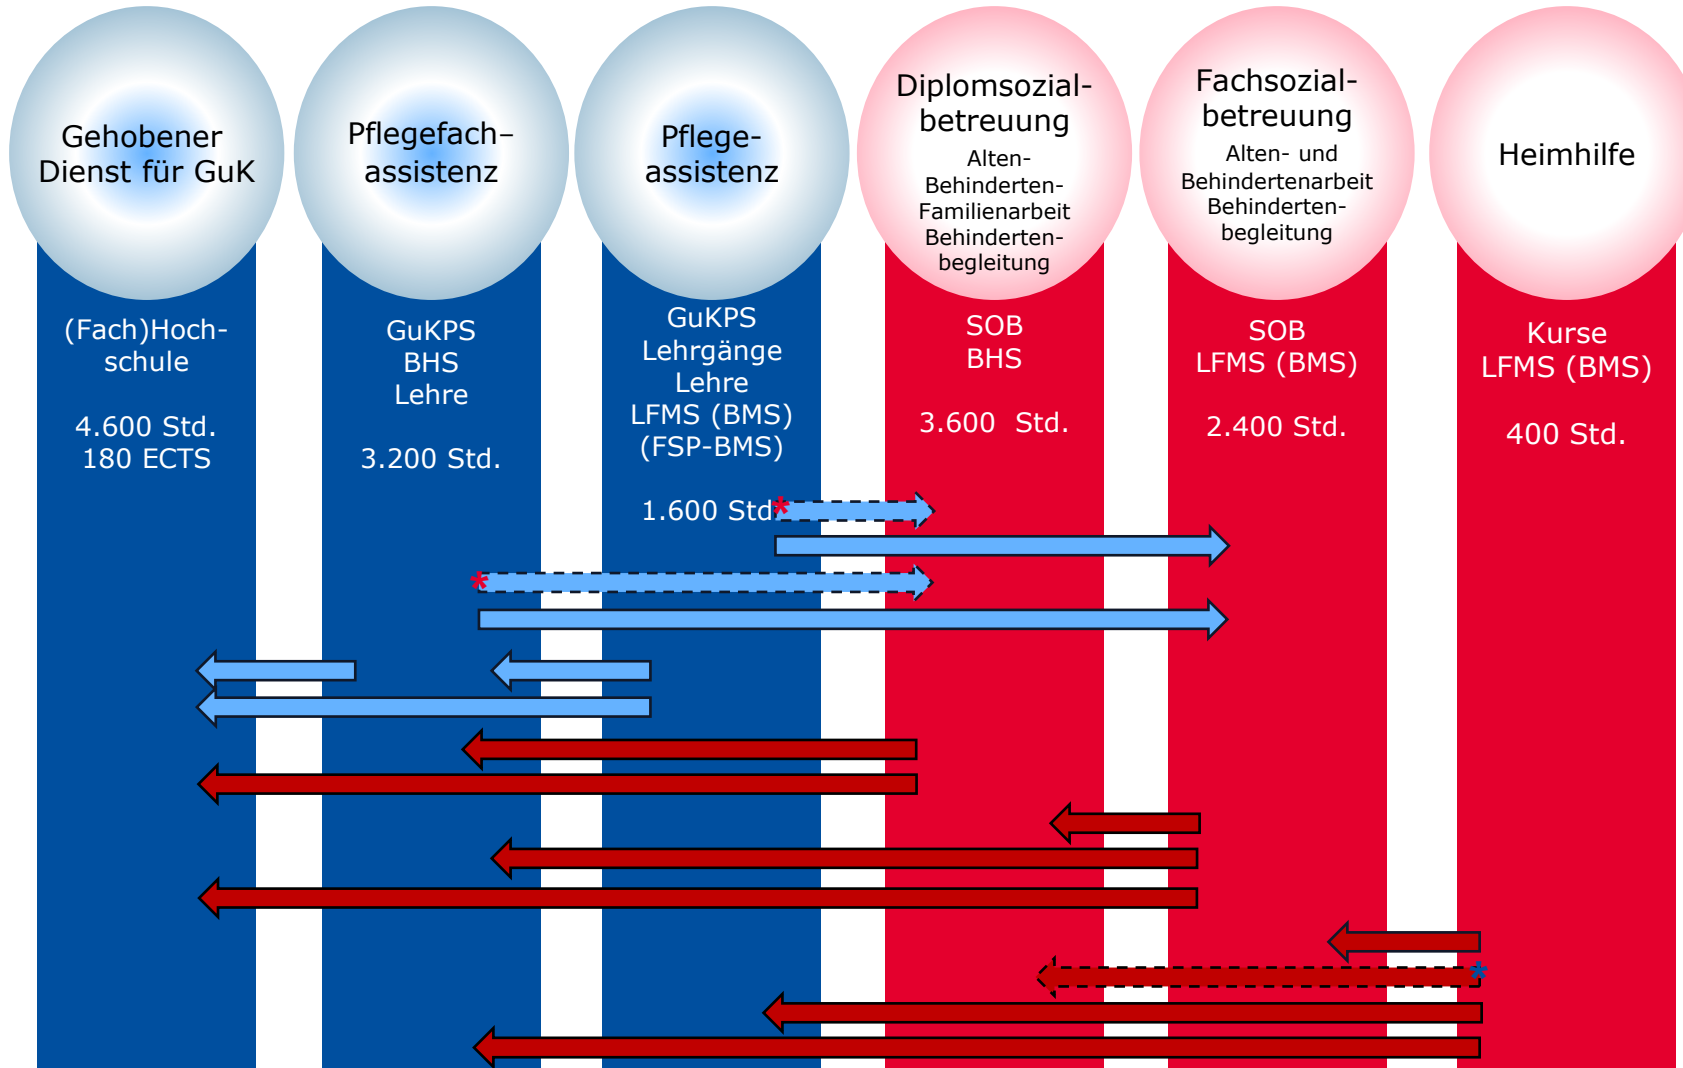 Gehobener
Dienst für GuK
(Fach)Hoch-
schule
4.600 Std.
180 ECTS
Pflegefach–
assistenz
GuKPS
BHS
Lehre
3.200 Std.
Pflege-
assistenz
GuKPS
Lehrgänge
Lehre
LFMS (BMS)
(FSP-BMS)
1.600 Std
*
*
Diplomsozial-
betreuung
Alten-
Behinderten-
Familienarbeit
Behinderten-
begleitung
SOB
BHS
3.600 Std.
Fachsozial-
betreuung
Alten- und
Behindertenarbeit
Behinderten-
begleitung
SOB
LFMS (BMS)
2.400 Std.
Heimhilfe
Kurse
LFMS (BMS)
400 Std.
*